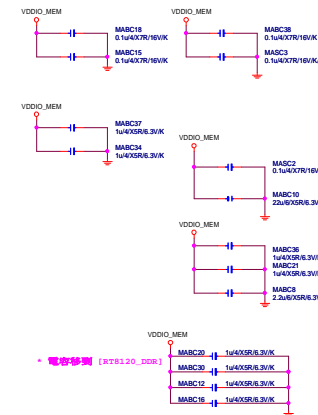 VDDIO_MEM
MABC18
0.1u/4/X7R/16V/K
MABC15
0.1u/4/X7R/16V/K
VDDIO_MEM
MABC38
0.1u/4/X7R/16V/K
MASC3
0.1u/4/X7R/16V/K
VDDIO_MEM
MABC37
1u/4/X5R/6.3V/K
MABC34
1u/4/X5R/6.3V/K
VDDIO_MEM
MASC2
0.1u/4/X7R/16V
MABC10
22u/6/X5R/6.3V
VDDIO_MEM
MABC36
1u/4/X5R/6.3V/
MABC21
1u/4/X5R/6.3V/
MABC8
2.2u/6/X5R/6.3V
VDDIO_MEM
* 電容移到 [RT8120_DDR]
MABC20 1u/4/X5R/6.3V/K
MABC30 1u/4/X5R/6.3V/K
MABC12 1u/4/X5R/6.3V/K
MABC16 1u/4/X5R/6.3V/K